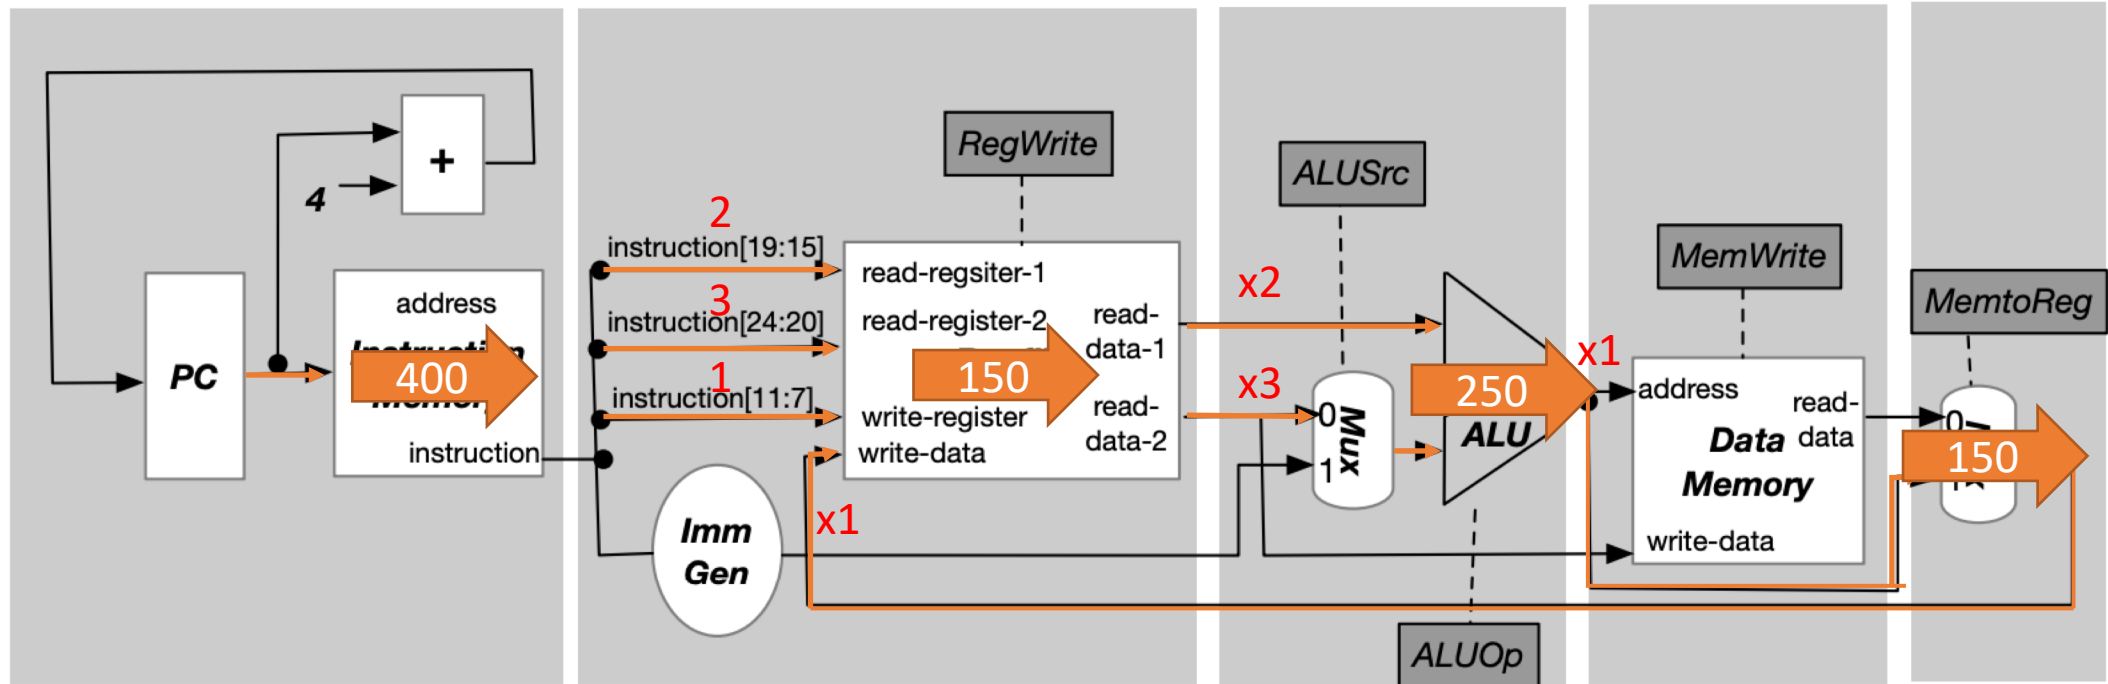 +
4
PC
address
400
instruction
2
instruction[19:15]
3
instruction[24:20]
1
instruction[11:7]
RegWrite
read-regsiter-1
read-register-2
150
write-register
write-data
read-
data-1
read-
data-2
x1
Imm
Gen
ALUSrc
x2
x3
0
1
Mux
250
ALU
ALUOp
x1
MemWrite
address
read-
data
Data
Memory
write-data
MemtoReg
0
150